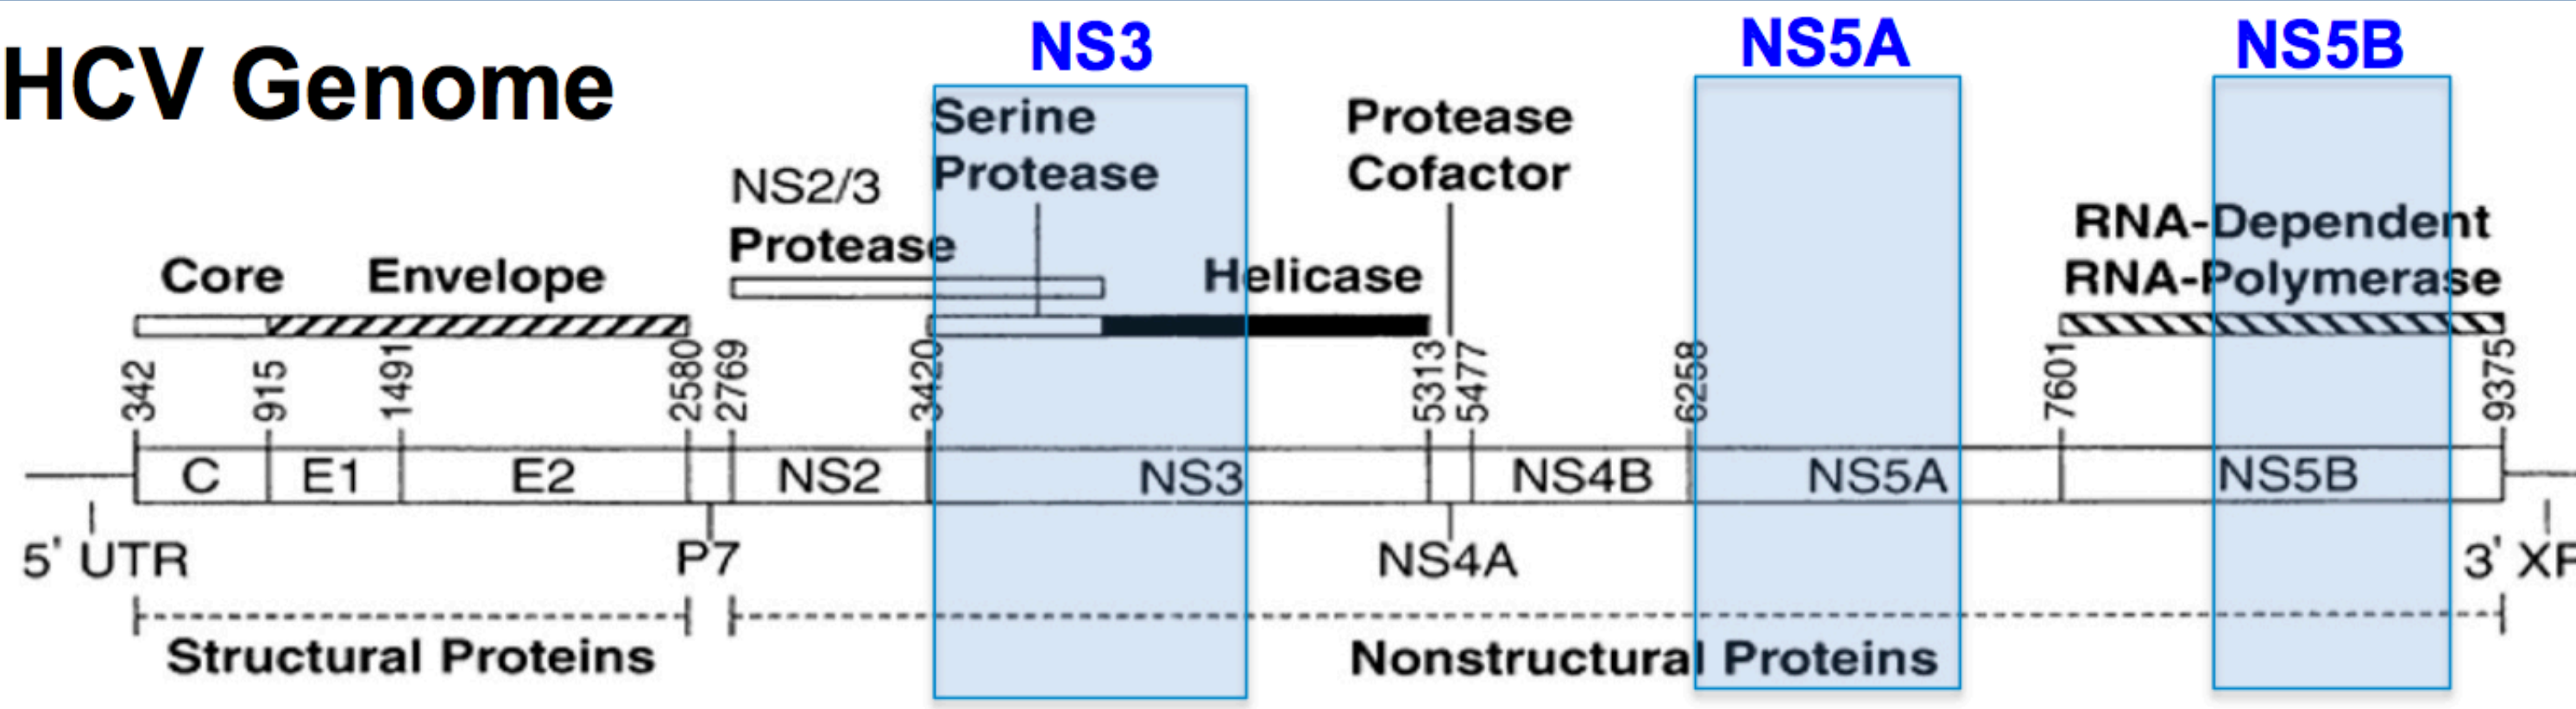 HCV Genome
NS3
NS5A
NS5B
Serine
Protease
Protease
Cofactor
NS2/3
Protease
RNA-Dependent
RNA-Polymerase
Core
Envelope
Helicase
342
915
1491
2580
2769
3420
5313
5477
6258
7601
9375
C
E1
E2
NS2
NS3
NS4B
NS5A
NS5B
5' UTR
P7
NS4A
3'
Structural Proteins
Nonstructural Proteins